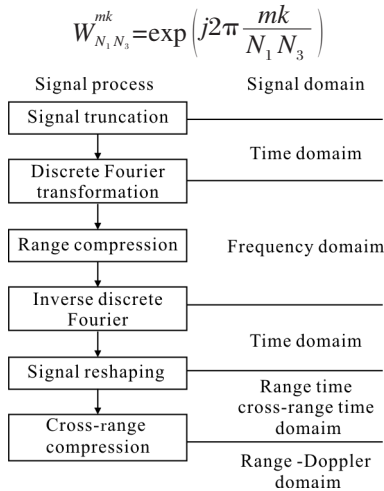 W_{N_1 N_3}^{mk}=exp(j2π \frac{mk}{N_1 N_3})
Signal process Signal domain
Signal truncation
Time domaim
Discrete Fourier
transformation
Range compression
Frequency domaim
Inverse discrete
Fourier
Time domaim
Signal reshaping
Range time
cross-range time
domaim
Cross-range
compression
Range -Doppler
domaim